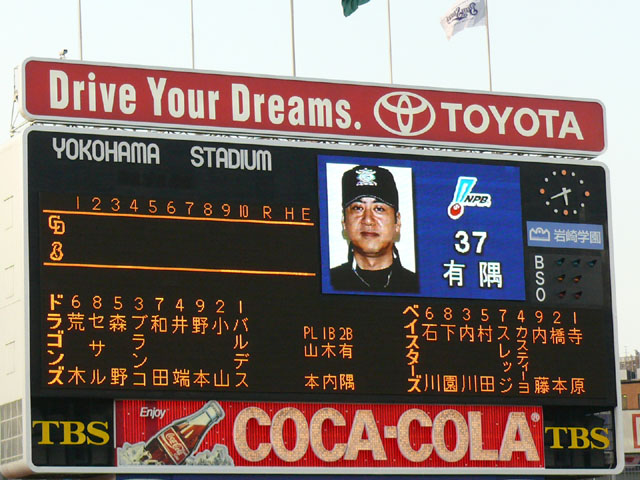 Drive Your Dreams. TOYOTA
YOKOHAMA STADIUM
1 2 3 4 5 6 7 8 9 10 R H E
NPB
37
有隅
岩崎学園
B
S
O
ドラゴンズ
6 荒木
8 セサル
5 森野
3 ブランコ
7 和田
4 井端
9 野本
2 小山
1 バルデス
PL 山本
1B 木内
2B 有隅
ベイスターズ
6 石川
8 下園
3 内川
5 村田
7 スレッジ
4 カスティーヨ
9 内藤
2 橋本
1 寺原
TBS
Enjoy
COCA-COLA®
TBS